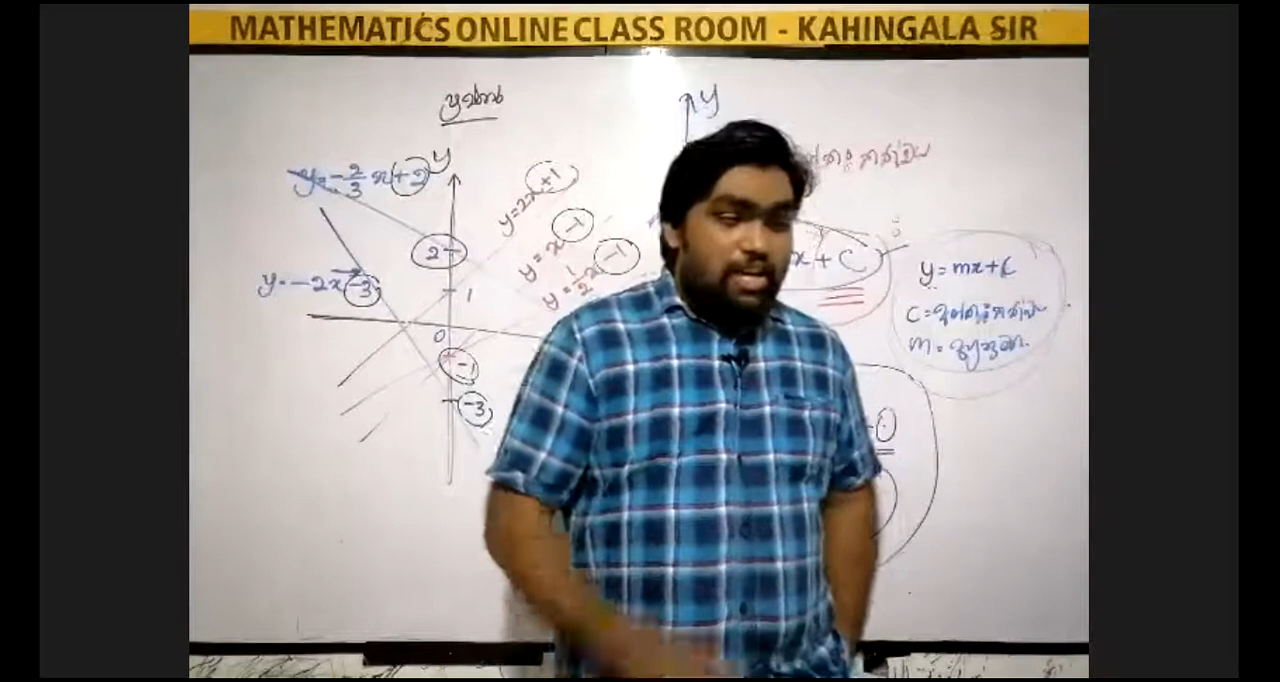 MATHEMATICS ONLINE CLASS ROOM - KAHINGALA SIR
ප්‍රස්තාර
y
y
y = -2/3 x + 2
y = 2x + 1
y = x - 1
y = 1/2 x - 1
2
y = -2x - 3
1
0
-1
-3
x + C
y = mx + c
c = අන්තඃඛණ්ඩය
m = අනුක්‍රමණය